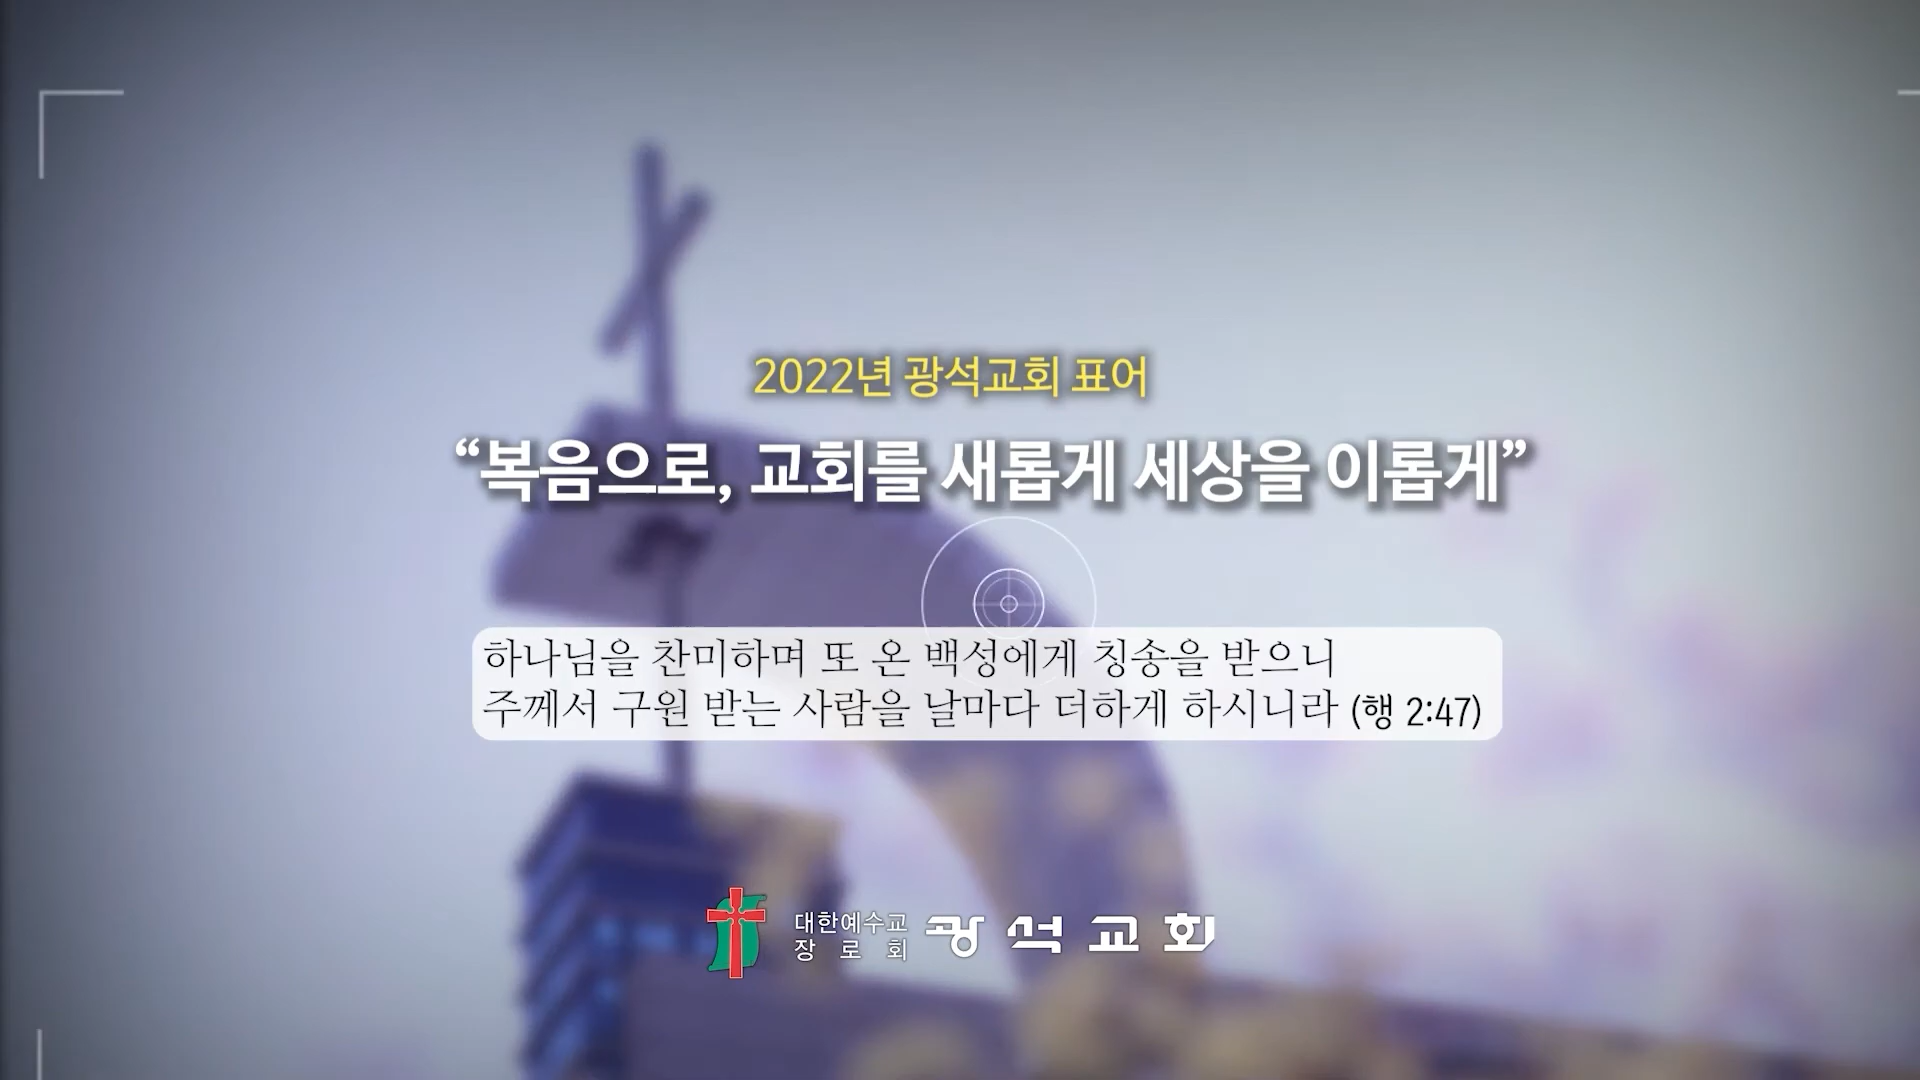 2022년 광석교회 표어
“복음으로, 교회를 새롭게 세상을 이롭게”
하나님을 찬미하며 또 온 백성에게 칭송을 받으니
주께서 구원 받는 사람을 날마다 더하게 하시니라 (행 2:47)
대한예수교
장로회
광석교회